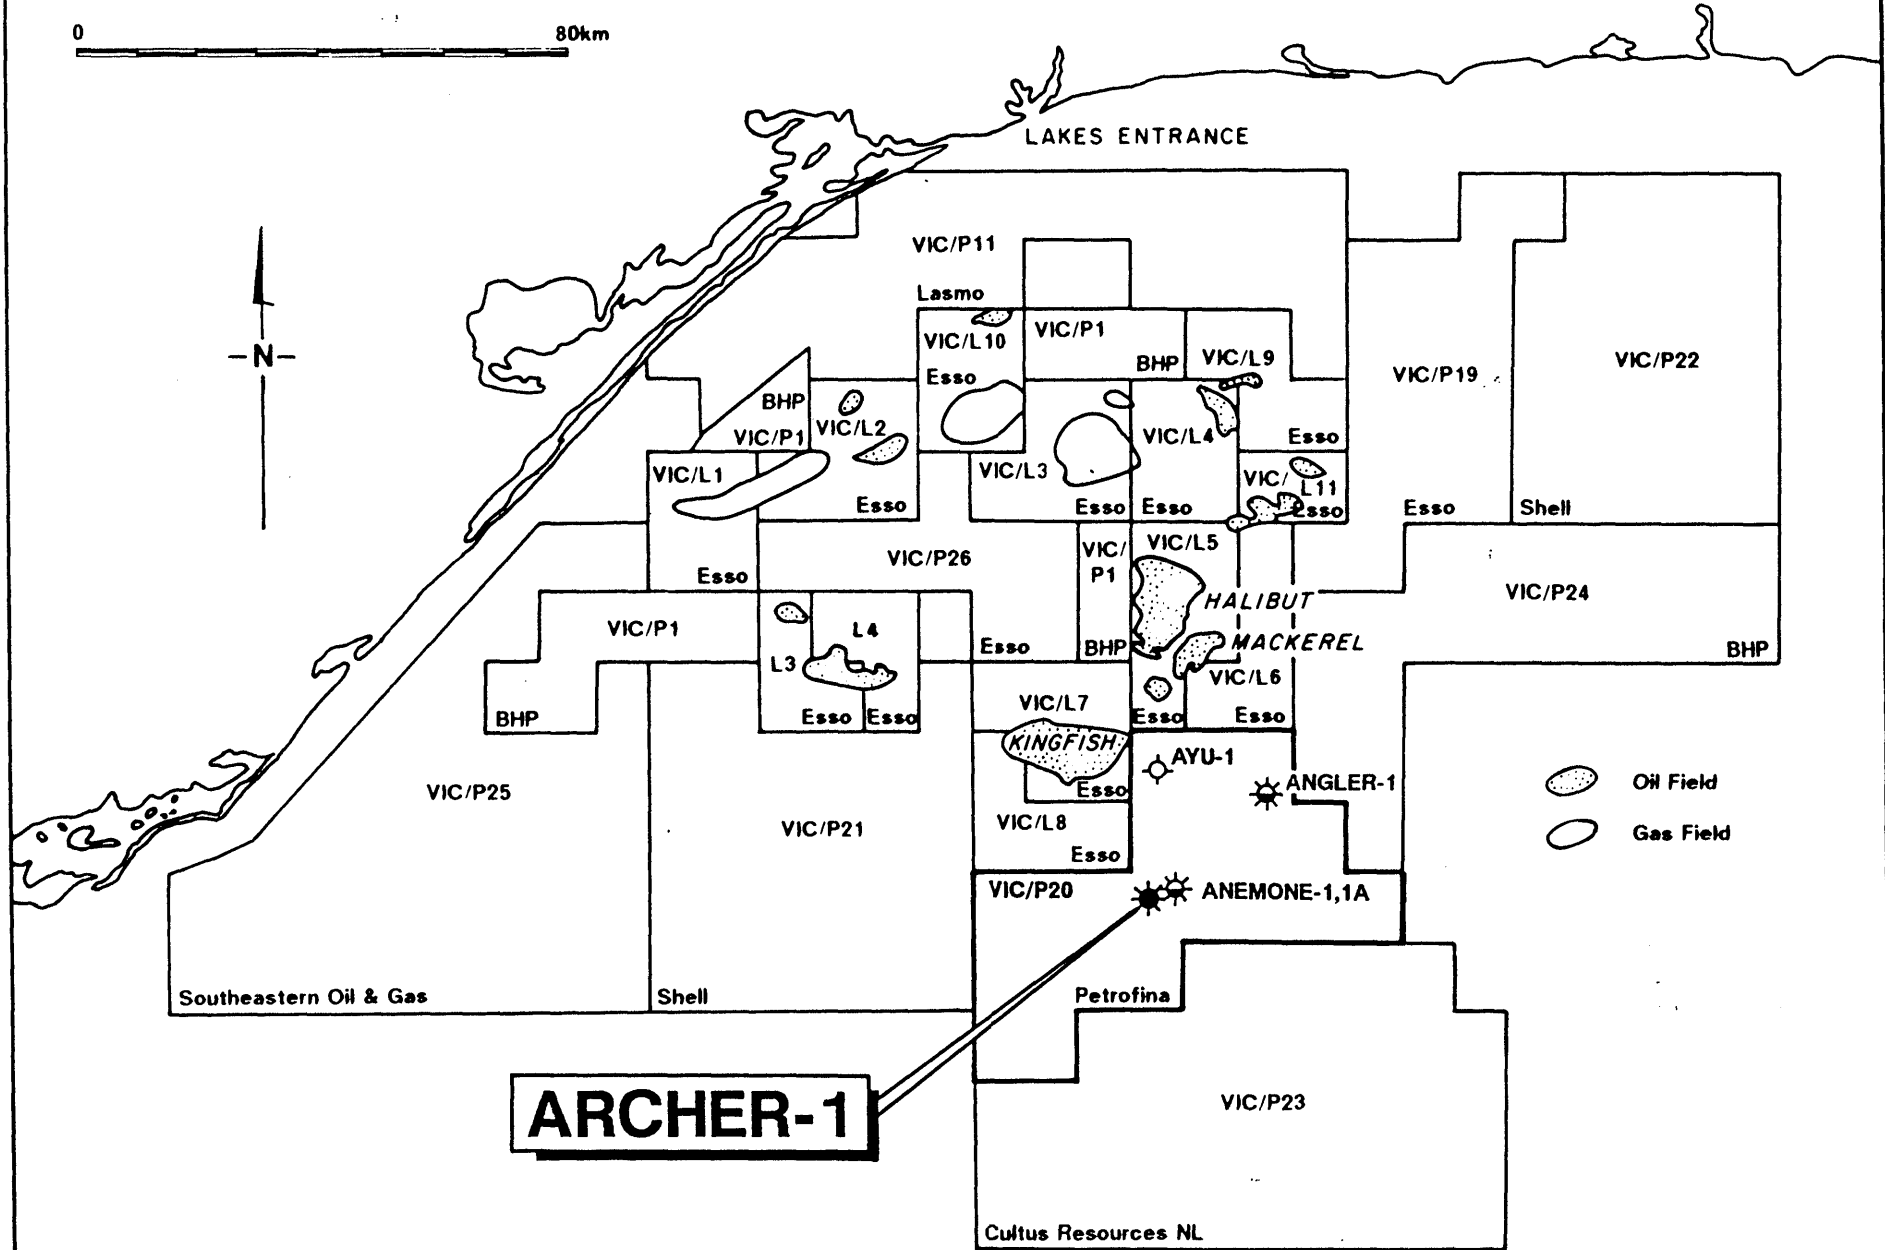 0 80km
LAKES ENTRANCE
VIC/P11
Lasmo
-N-
VIC/L10
Esso
VIC/P1
BHP
VIC/L9
Esso
VIC/P19
Esso
VIC/P22
Shell
BHP
VIC/P1
VIC/L2
Esso
VIC/L1
Esso
VIC/L3
Esso
VIC/L4
Esso
VIC/
L11
Esso
VIC/P26
Esso
VIC/
P1
BHP
VIC/L5
HALIBUT
MACKEREL
Esso
VIC/L6
Esso
VIC/P24
BHP
VIC/P1
BHP
L3
Esso
L4
Esso
VIC/L7
KINGFISH
Esso
VIC/L8
Esso
AYU-1
ANGLER-1
Oil Field
Gas Field
VIC/P25
Southeastern Oil & Gas
VIC/P21
Shell
VIC/P20
ANEMONE-1,1A
Petrofina
ARCHER-1
VIC/P23
Cultus Resources NL